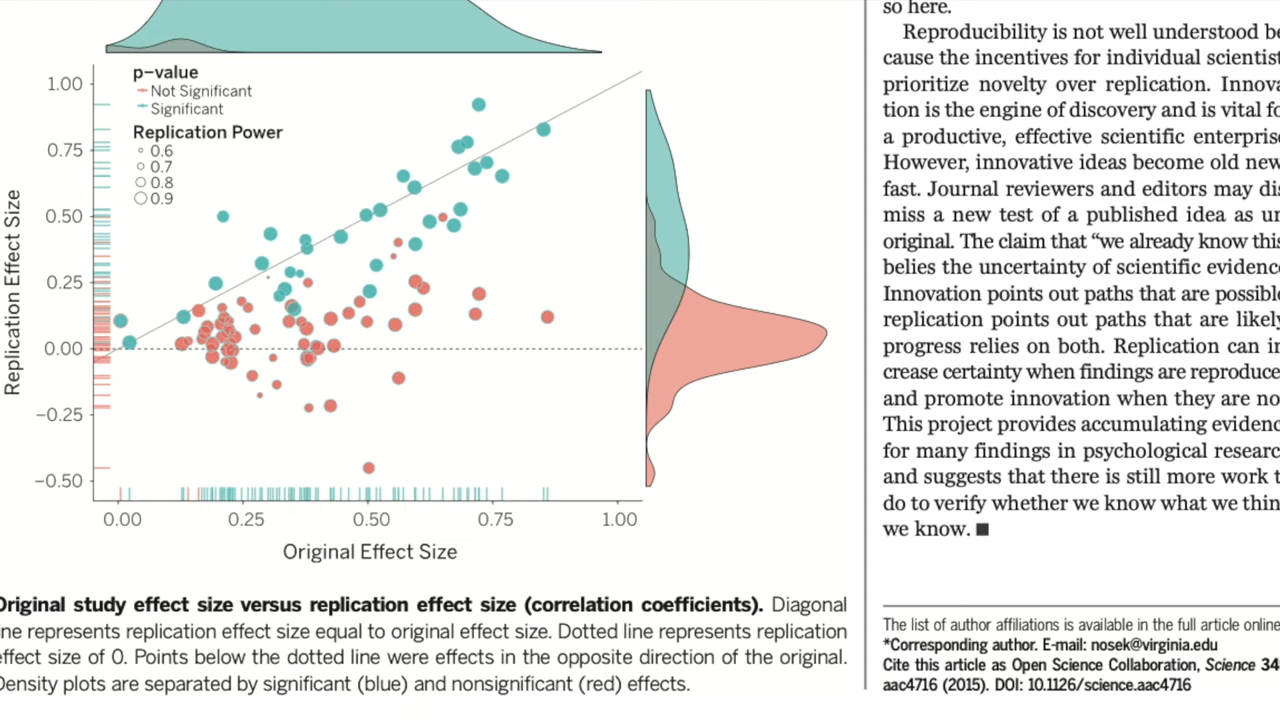 1.00
0.75
0.50
0.25
0.00
−0.25
−0.50
Replication Effect Size
p−value
Not Significant
Significant
Replication Power
0.6
0.7
0.8
0.9
0.00 0.25 0.50 0.75 1.00
Original Effect Size
Original study effect size versus replication effect size (correlation coefficients). Diagonal
ine represents replication effect size equal to original effect size. Dotted line represents replication
effect size of 0. Points below the dotted line were effects in the opposite direction of the original.
Density plots are separated by significant (blue) and nonsignificant (red) effects.
so here.
Reproducibility is not well understood be
cause the incentives for individual scientist
prioritize novelty over replication. Innova
tion is the engine of discovery and is vital fo
a productive, effective scientific enterprise
However, innovative ideas become old new
fast. Journal reviewers and editors may dis
miss a new test of a published idea as un
original. The claim that “we already know this
belies the uncertainty of scientific evidence
Innovation points out paths that are possible
replication points out paths that are likely
progress relies on both. Replication can in
crease certainty when findings are reproduce
and promote innovation when they are no
This project provides accumulating evidenc
for many findings in psychological researc
and suggests that there is still more work t
do to verify whether we know what we thin
we know. ■
The list of author affiliations is available in the full article online
*Corresponding author. E-mail: nosek@virginia.edu
Cite this article as Open Science Collaboration, Science 34
aac4716 (2015). DOI: 10.1126/science.aac4716